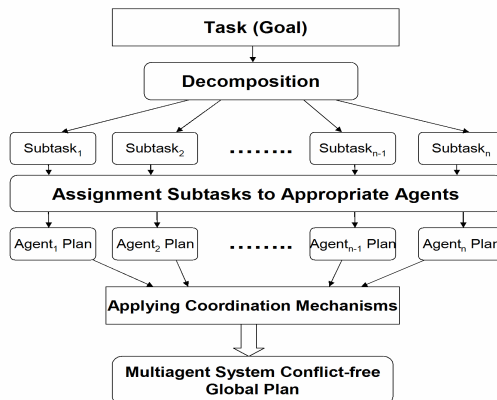 Task (Goal)
Decomposition
Subtask₁ Subtask₂ ........ Subtaskₙ₋₁ Subtaskₙ
Assignment Subtasks to Appropriate Agents
Agent₁ Plan Agent₂ Plan ........ Agentₙ₋₁ Plan Agentₙ Plan
Applying Coordination Mechanisms
Multiagent System Conflict-free
Global Plan